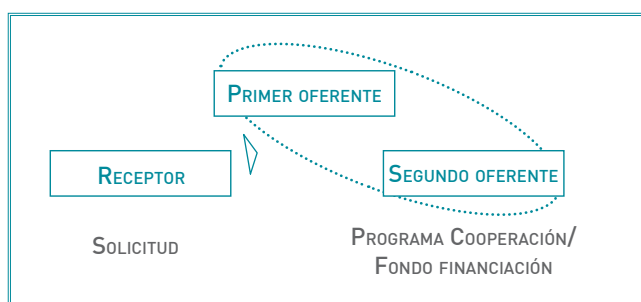 Primer oferente
Receptor
Segundo oferente
Solicitud
Programa Cooperación/
Fondo financiación